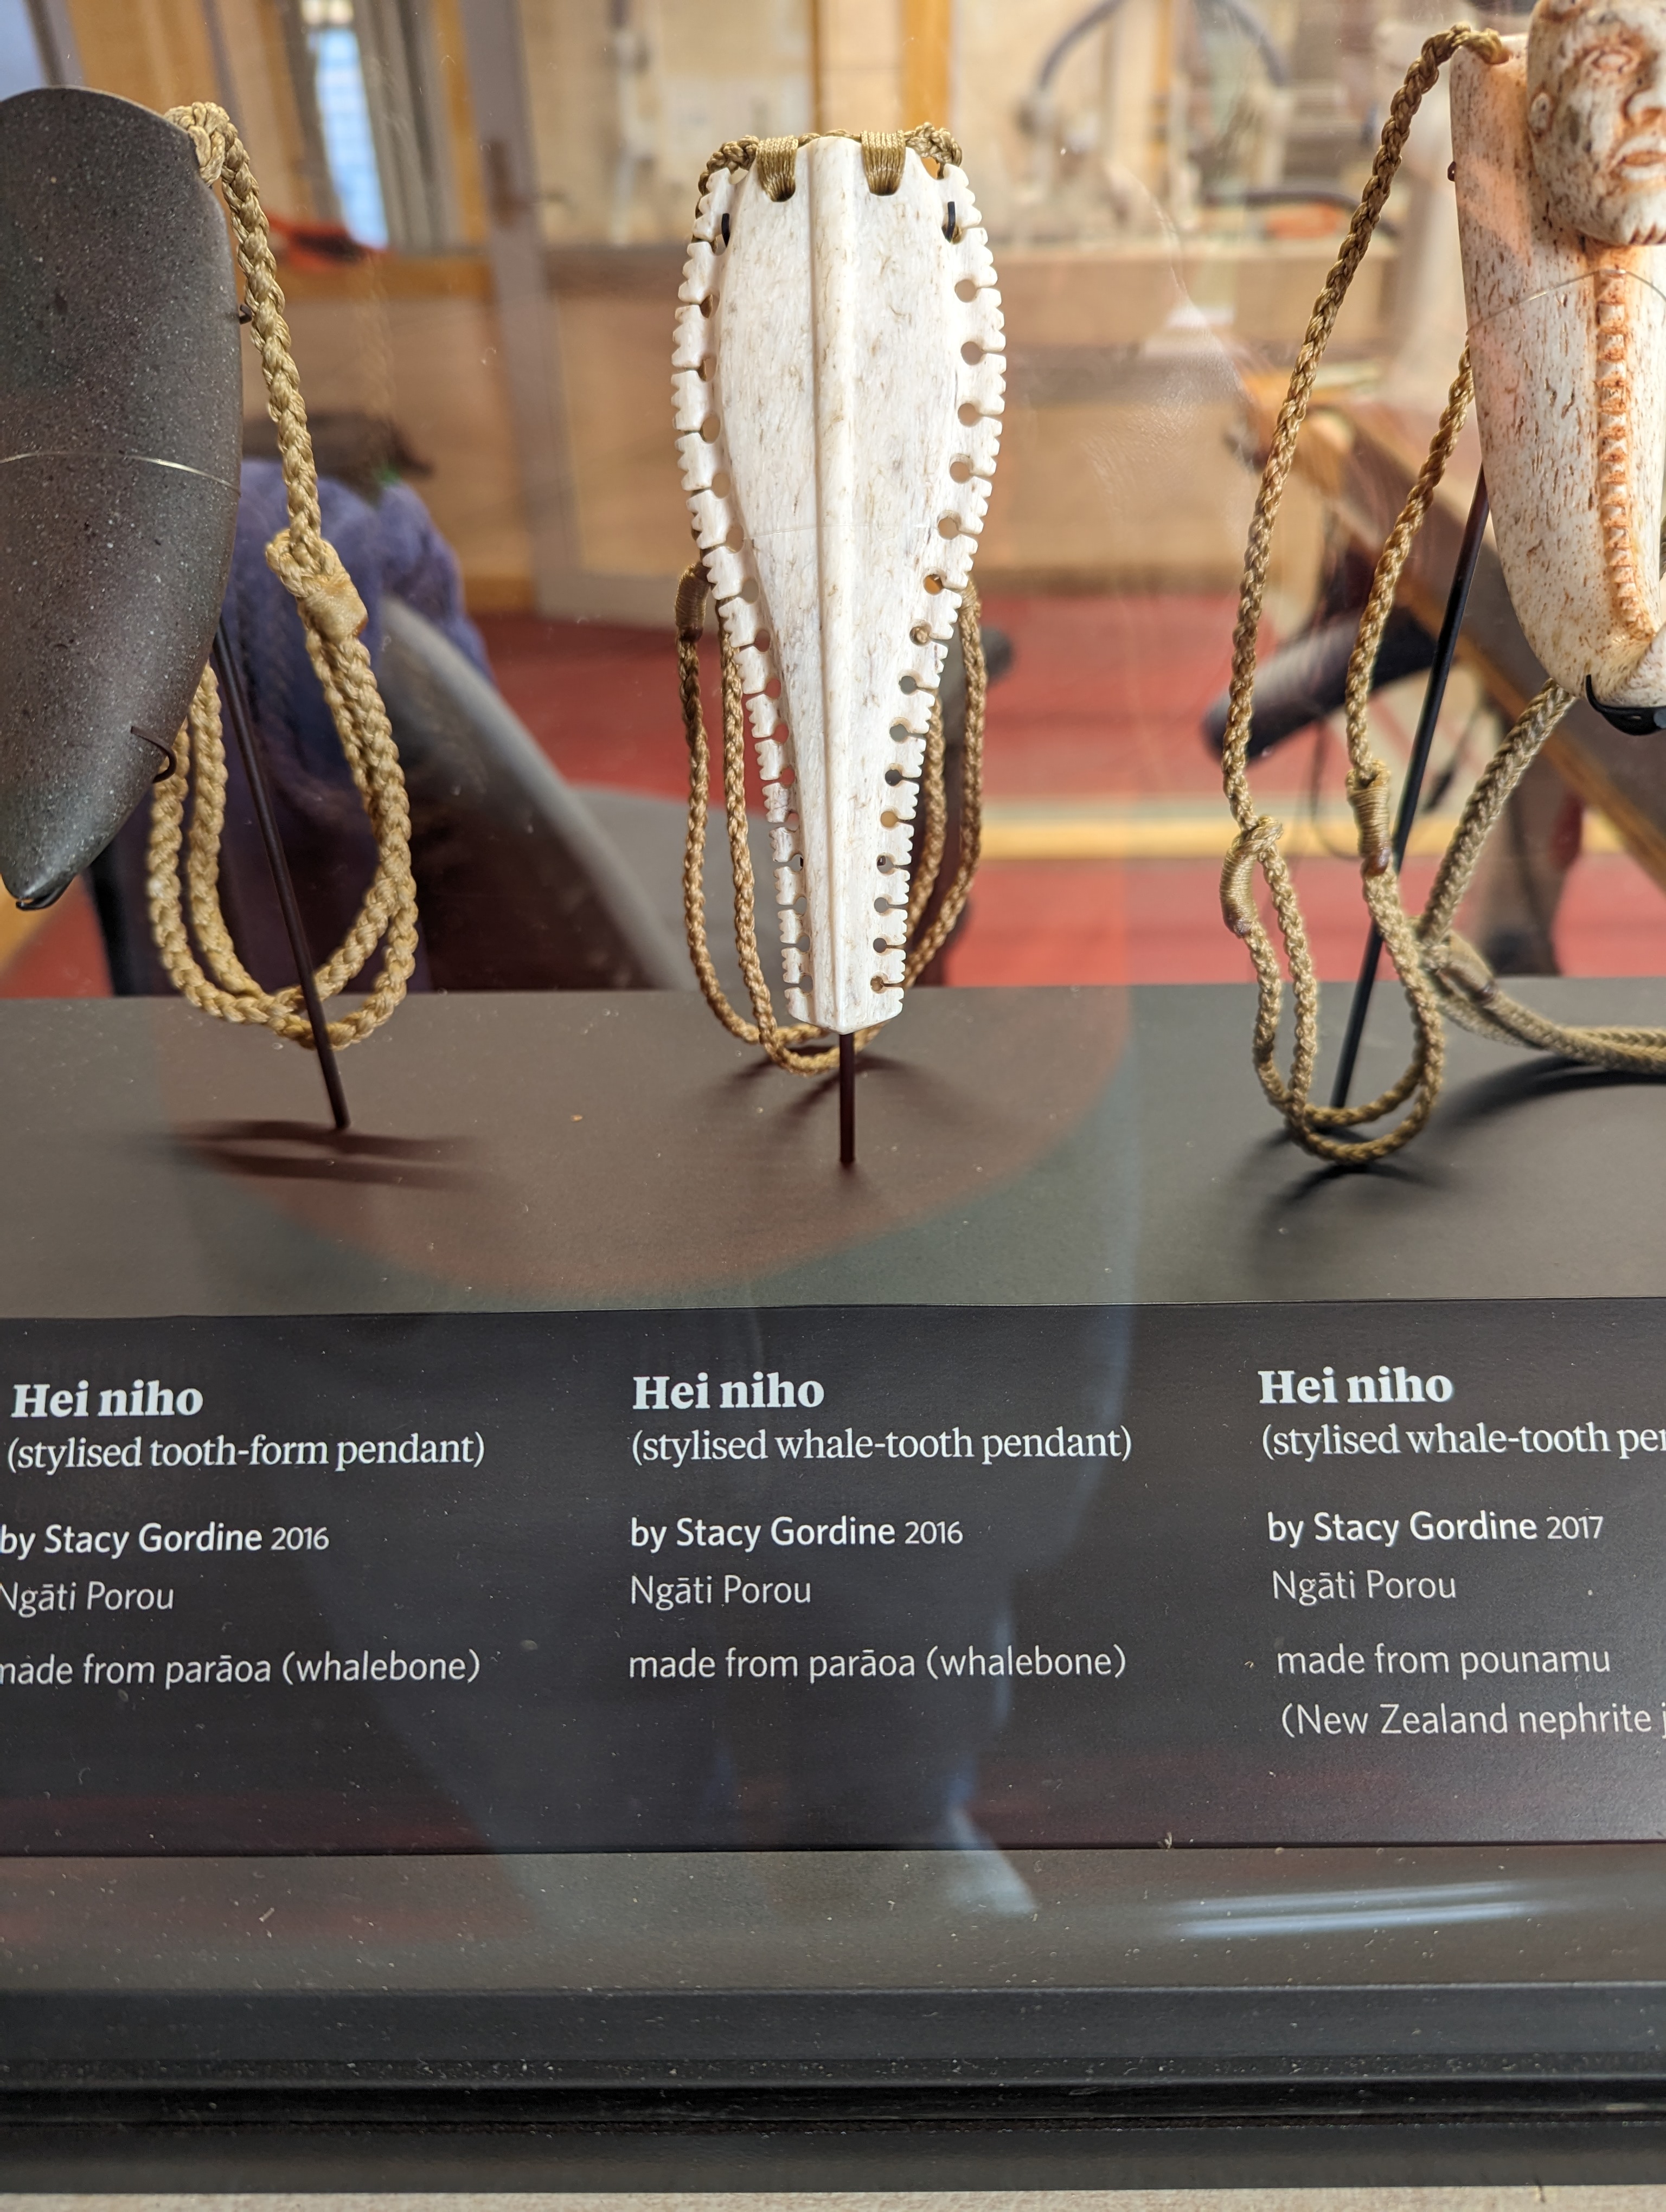 Hei niho
(stylised tooth-form pendant)
by Stacy Gordine 2016
Ngāti Porou
made from parāoa (whalebone)
Hei niho
(stylised whale-tooth pendant)
by Stacy Gordine 2016
Ngāti Porou
made from parāoa (whalebone)
Hei niho
(stylised whale-tooth
by Stacy Gordine 2017
Ngāti Porou
made from pounamu
(New Zealand nephrite